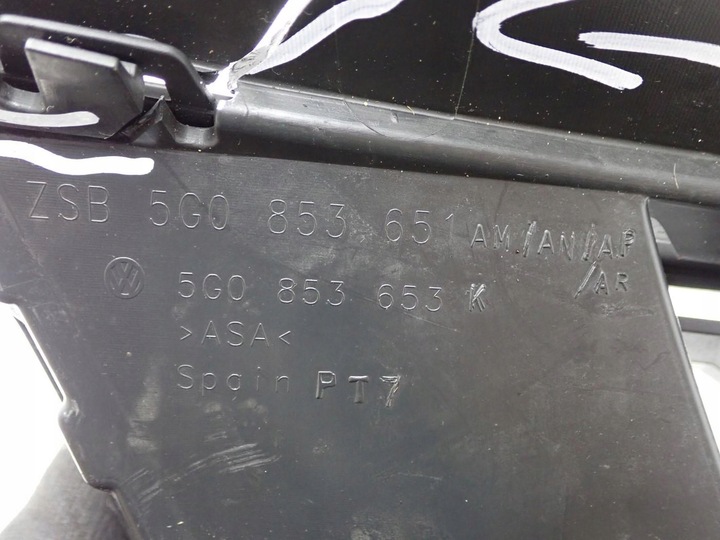 ZSB 5G0 853 651 AM/AN/AP
/AR
5G0 853 653 K
>ASA<
Spain PT7